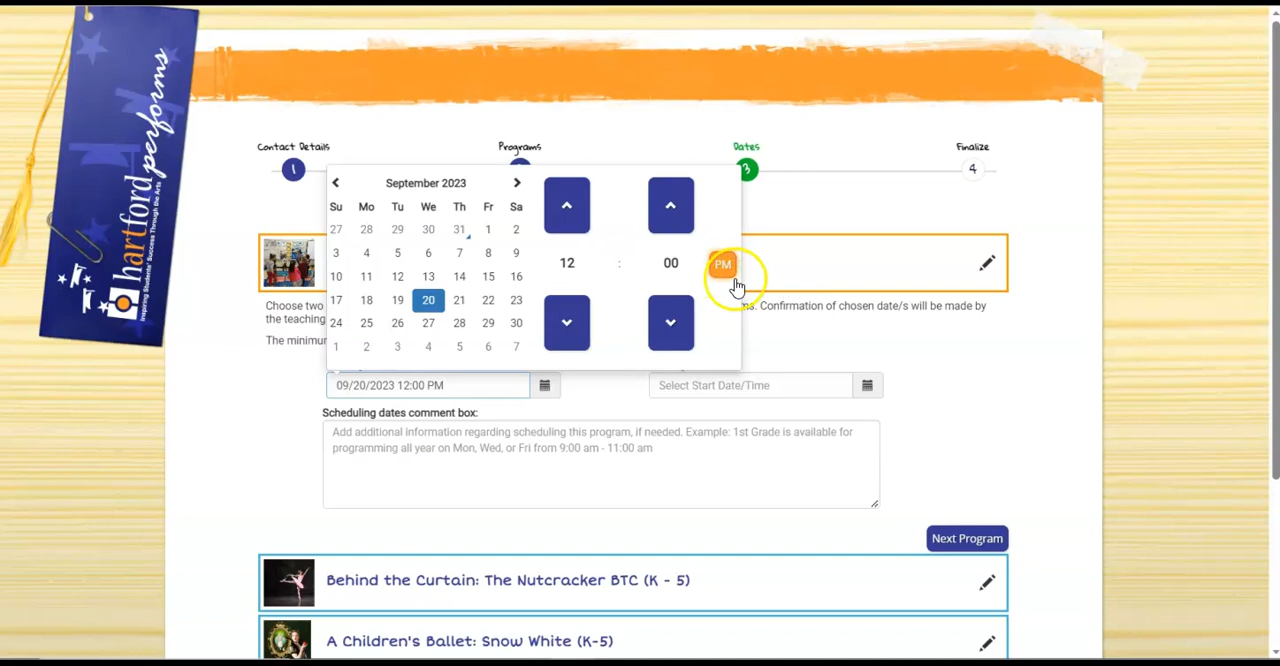 hartford performs
Inspiring Students' Success Through the Arts
Contact Details
Programs
Dates
Finalize
1
3
4
September 2023
Su Mo Tu We Th Fr Sa
27 28 29 30 31 1 2
3 4 5 6 7 8 9
10 11 12 13 14 15 16
17 18 19 20 21 22 23
24 25 26 27 28 29 30
1 2 3 4 5 6 7
12 : 00 PM
Choose two
ms. Confirmation of chosen date/s will be made by
the teaching
The minimum
09/20/2023 12:00 PM
Select Start Date/Time
Scheduling dates comment box:
Add additional information regarding scheduling this program, if needed. Example: 1st Grade is available for
programming all year on Mon, Wed, or Fri from 9:00 am - 11:00 am
Next Program
Behind the Curtain: The Nutcracker BTC (K - 5)
A Children's Ballet: Snow White (K-5)